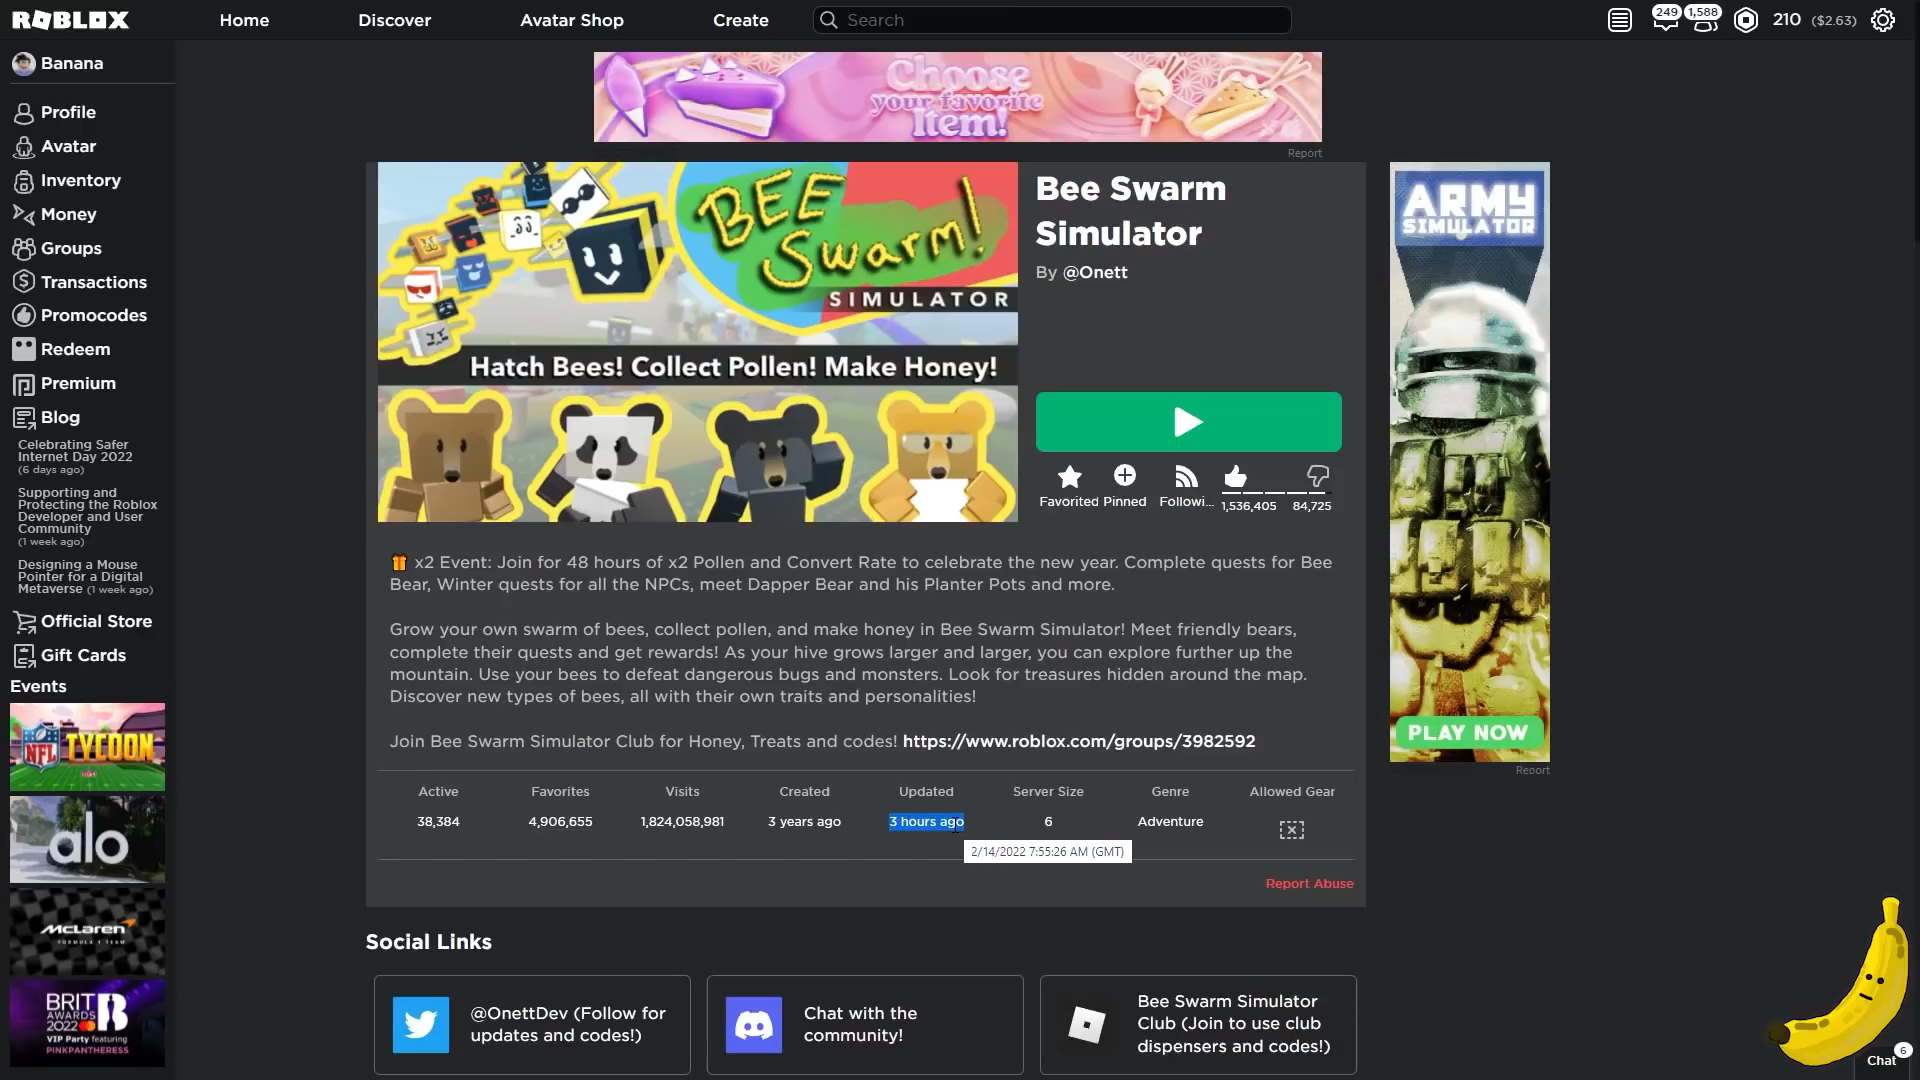 ROBLOX
Home
Discover
Avatar Shop
Create
Search
249
1,588
210
($2.63)
Banana
Profile
Avatar
Inventory
Money
Groups
Transactions
Promocodes
Redeem
Premium
Blog
Celebrating Safer
Internet Day 2022
(6 days ago)
Supporting and
Protecting the Roblox
Developer and User
Community
(1 week ago)
Designing a Mouse
Pointer for a Digital
Metaverse (1 week ago)
Official Store
Gift Cards
Events
NFL TYCOON
alo
McLaren
FORMULA 1 TEAM
BRIT
AWARDS
2022
VIP Party featuring
PINKPANTHERESS
Choose
your favorite
Item!
Report
BEE
Swarm!
SIMULATOR
Hatch Bees! Collect Pollen! Make Honey!
Bee Swarm
Simulator
By @Onett
Favorited
Pinned
Followi...
1,536,405
84,725
x2 Event: Join for 48 hours of x2 Pollen and Convert Rate to celebrate the new year. Complete quests for Bee
Bear, Winter quests for all the NPCs, meet Dapper Bear and his Planter Pots and more.
Grow your own swarm of bees, collect pollen, and make honey in Bee Swarm Simulator! Meet friendly bears,
complete their quests and get rewards! As your hive grows larger and larger, you can explore further up the
mountain. Use your bees to defeat dangerous bugs and monsters. Look for treasures hidden around the map.
Discover new types of bees, all with their own traits and personalities!
Join Bee Swarm Simulator Club for Honey, Treats and codes! https://www.roblox.com/groups/3982592
Active
Favorites
Visits
Created
Updated
Server Size
Genre
Allowed Gear
38,384
4,906,655
1,824,058,981
3 years ago
3 hours ago
6
Adventure
2/14/2022 7:55:26 AM (GMT)
Report Abuse
ARMY
SIMULATOR
PLAY NOW
Report
Social Links
@OnettDev (Follow for
updates and codes!)
Chat with the
community!
Bee Swarm Simulator
Club (Join to use club
dispensers and codes!)
Chat
6